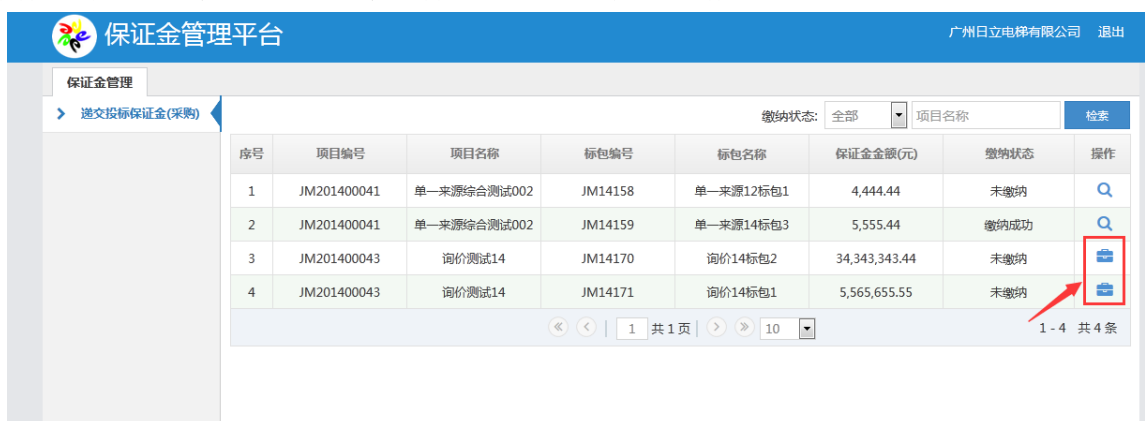 保证金管理平台
广州日立电梯有限公司 退出
保证金管理
递交投标保证金(采购)
缴纳状态: 全部 项目名称 检索
序号 项目编号 项目名称 标包编号 标包名称 保证金金额(元) 缴纳状态 操作
1 JM201400041 单一来源综合测试002 JM14158 单一来源12标包1 4,444.44 未缴纳
2 JM201400041 单一来源综合测试002 JM14159 单一来源14标包3 5,555.44 缴纳成功
3 JM201400043 询价测试14 JM14170 询价14标包2 34,343,343.44 未缴纳
4 JM201400043 询价测试14 JM14171 询价14标包1 5,565,655.55 未缴纳
1 共1页 10 1 - 4 共4条